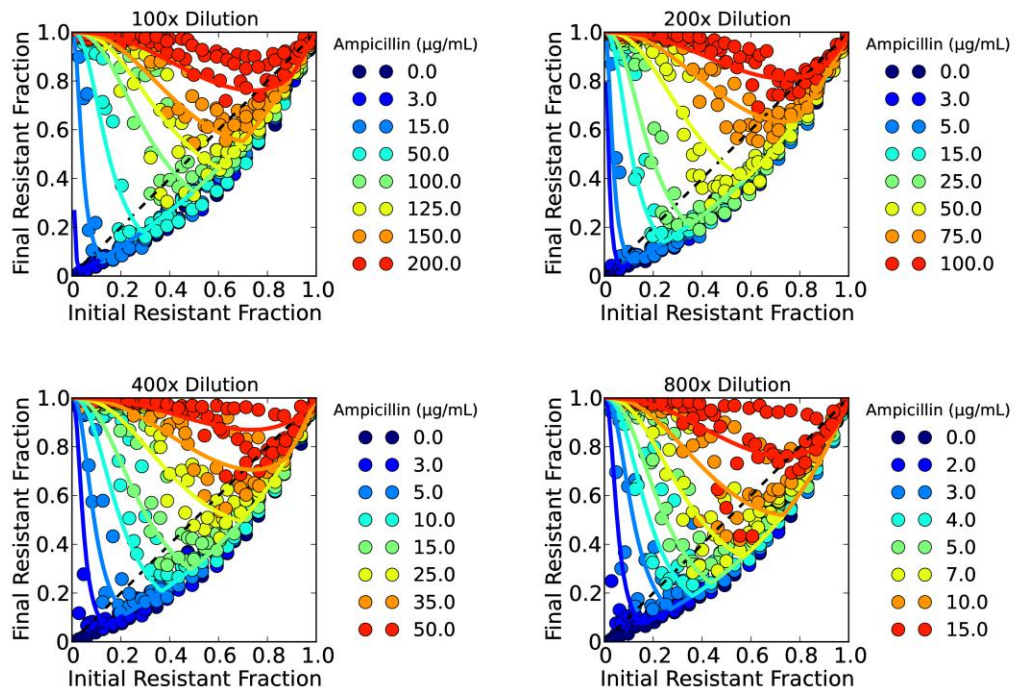 100x Dilution
1.0
0.8
0.6
0.4
0.2
0
Final Resistant Fraction
0.2 0.4 0.6 0.8 1.0
Initial Resistant Fraction
Ampicillin (µg/mL)
0.0
3.0
15.0
50.0
100.0
125.0
150.0
200.0
200x Dilution
1.0
0.8
0.6
0.4
0.2
0
Final Resistant Fraction
0.2 0.4 0.6 0.8 1.0
Initial Resistant Fraction
Ampicillin (µg/mL)
0.0
3.0
5.0
15.0
25.0
50.0
75.0
100.0
400x Dilution
1.0
0.8
0.6
0.4
0.2
0
Final Resistant Fraction
0.2 0.4 0.6 0.8 1.0
Initial Resistant Fraction
Ampicillin (µg/mL)
0.0
3.0
5.0
10.0
15.0
25.0
35.0
50.0
800x Dilution
1.0
0.8
0.6
0.4
0.2
0
Final Resistant Fraction
0.2 0.4 0.6 0.8 1.0
Initial Resistant Fraction
Ampicillin (µg/mL)
0.0
2.0
3.0
4.0
5.0
7.0
10.0
15.0